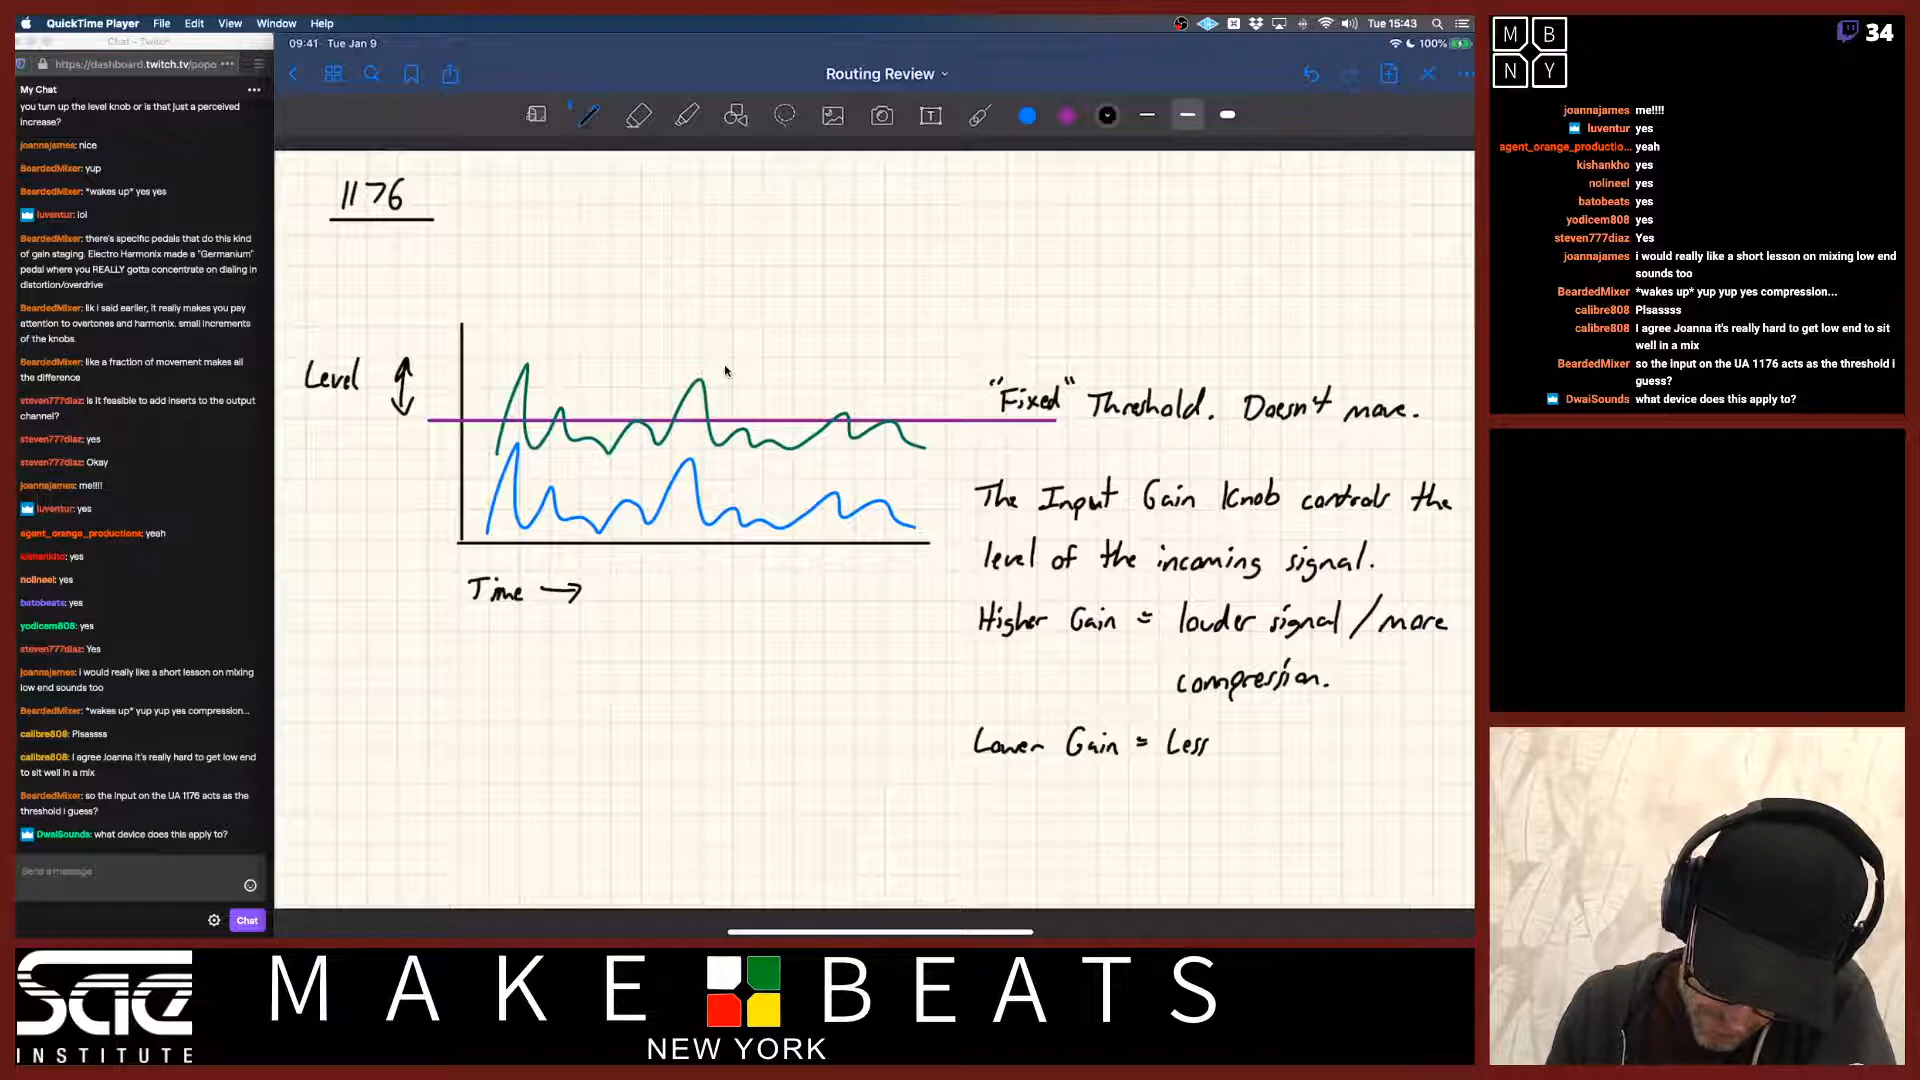 QuickTime Player File Edit View Window Help
Tue 15:43
Chat – Twitch
https://dashboard.twitch.tv/popo
My Chat
you turn up the level knob or is that just a perceived
increase?
joannajames: nice
BeardedMixer: yup
BeardedMixer: *wakes up* yes yes
luventur: lol
BeardedMixer: there's specific pedals that do this kind
of gain staging. Electro Harmonix made a "Germanium"
pedal where you REALLY gotta concentrate on dialing in
distortion/overdrive
BeardedMixer: lik i said earlier, it really makes you pay
attention to overtones and harmonix. small increments
of the knobs.
BeardedMixer: like a fraction of movement makes all
the difference
steven777diaz: Is it feasible to add inserts to the output
channel?
steven777diaz: yes
steven777diaz: Okay
joannajames: me!!!!
luventur: yes
agent_orange_productions: yeah
kishankho: yes
nolineel: yes
batobeats: yes
yodicem808: yes
steven777diaz: Yes
joannajames: i would really like a short lesson on mixing
low end sounds too
BeardedMixer: *wakes up* yup yup yes compression...
calibre808: Plsassss
calibre808: I agree Joanna it's really hard to get low end
to sit well in a mix
BeardedMixer: so the input on the UA 1176 acts as the
threshold i guess?
DwaiSounds: what device does this apply to?
Send a message
Chat
09:41 Tue Jan 9
100%
Routing Review
1176
Level
Time →
"Fixed" Threshold. Doesn't move.
The Input Gain Knob controls the
level of the incoming signal.
Higher Gain = louder signal / more
compression.
Lower Gain = Less
M B
N Y
34
joannajames me!!!!
luventur yes
agent_orange_productio... yeah
kishankho yes
nolineel yes
batobeats yes
yodicem808 yes
steven777diaz Yes
joannajames i would really like a short lesson on mixing low end
sounds too
BeardedMixer *wakes up* yup yup yes compression...
calibre808 Plsassss
calibre808 I agree Joanna it's really hard to get low end to sit
well in a mix
BeardedMixer so the input on the UA 1176 acts as the threshold i
guess?
DwaiSounds what device does this apply to?
sae
INSTITUTE
MAKE BEATS
NEW YORK